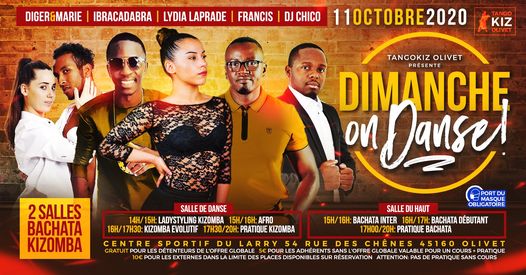 DIGER&MARIE | IBRACADABRA | LYDIA LAPRADE | FRANCIS | DJ CHICO
11OCTOBRE2020
TANGO
KIZ
OLIVET
TANGOKIZ OLIVET
PRÉSENTE
DIMANCHE
on Danse!
PORT DU
MASQUE
OBLIGATOIRE
2 SALLES
BACHATA
KIZOMBA
SALLE DE DANSE
14H/15H: LADYSTYLING KIZOMBA 15H/16H: AFRO
16H/17H30: KIZOMBA EVOLUTIF 17H30/20H: PRATIQUE KIZOMBA
SALLE DU HAUT
15H/16H: BACHATA INTER 16H/17H: BACHATA DÉBUTANT
17H00/20H: PRATIQUE BACHATA
CENTRE SPORTIF DU LARRY 54 RUE DES CHÊNES 45160 OLIVET
GRATUIT POUR LES DÉTENTEURS DE L'OFFRE GLOBALE 5€ POUR LES ADHÉRENTS SANS L'OFFRE GLOBALE VALABLE POUR UN COURS + PRATIQUE
10€ POUR LES EXTERNES DANS LA LIMITE DES PLACES DISPONIBLES SUR RÉSERVATION ATTENTION: PAS DE PRATIQUE SANS COURS